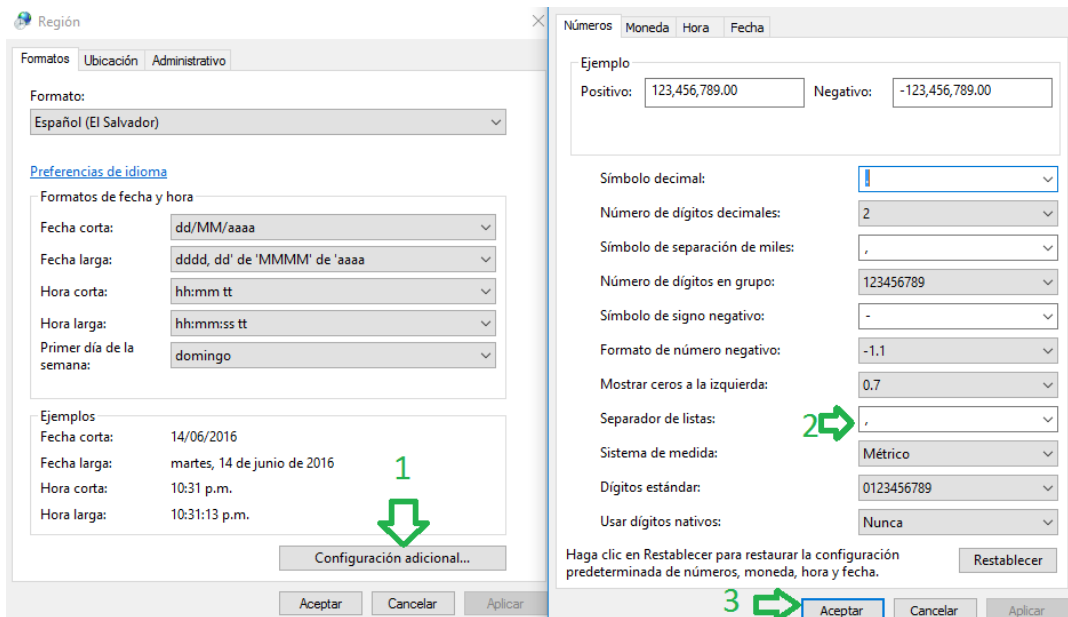 Región
Formatos Ubicación Administrativo
Formato:
Español (El Salvador)
Preferencias de idioma
Formatos de fecha y hora
Fecha corta: dd/MM/aaaa
Fecha larga: dddd, dd' de 'MMMM' de 'aaaa
Hora corta: hh:mm tt
Hora larga: hh:mm:ss tt
Primer día de la
semana: domingo
Ejemplos
Fecha corta: 14/06/2016
Fecha larga: martes, 14 de junio de 2016
Hora corta: 10:31 p.m.
Hora larga: 10:31:13 p.m.
1
Configuración adicional...
Aceptar Cancelar Aplicar
Números Moneda Hora Fecha
Ejemplo
Positivo: 123,456,789.00 Negativo: -123,456,789.00
Símbolo decimal: .
Número de dígitos decimales: 2
Símbolo de separación de miles: ,
Número de dígitos en grupo: 123456789
Símbolo de signo negativo: -
Formato de número negativo: -1.1
Mostrar ceros a la izquierda: 0.7
Separador de listas: 2 ,
Sistema de medida: Métrico
Dígitos estándar: 0123456789
Usar dígitos nativos: Nunca
Haga clic en Restablecer para restaurar la configuración
predeterminada de números, moneda, hora y fecha.
Restablecer
3 Aceptar Cancelar Aplicar